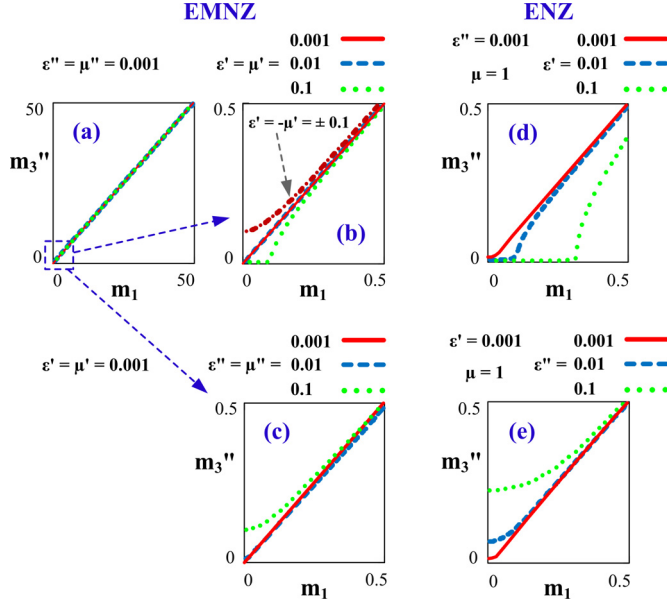 EMNZ
ENZ
ε'' = μ'' = 0.001
ε' = μ' =
0.001
0.01
0.1
ε'' = 0.001
μ = 1
ε' =
0.001
0.01
0.1
50
(a)
m3''
0
0
50
m1
0.5
ε' = -μ' = ± 0.1
(b)
0
0.5
m1
0.5
(d)
m3''
0
0
0.5
m1
ε' = μ' = 0.001
ε'' = μ'' =
0.001
0.01
0.1
ε' = 0.001
μ = 1
ε'' =
0.001
0.01
0.1
0.5
(c)
m3''
0
0
0.5
m1
0.5
(e)
m3''
0
0
0.5
m1